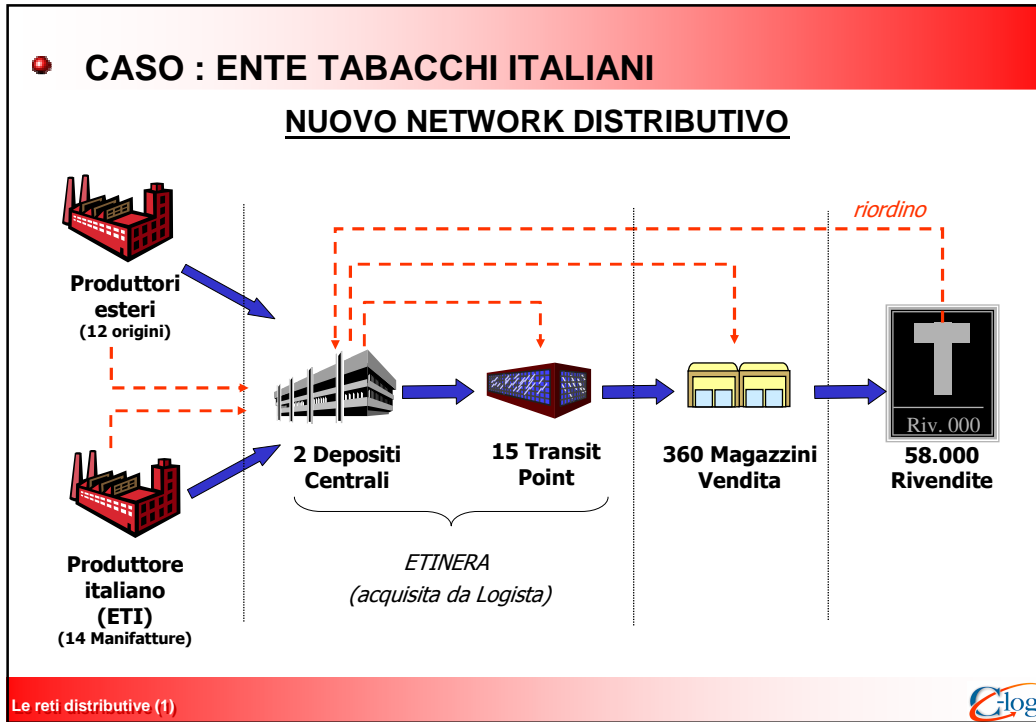 CASO : ENTE TABACCHI ITALIANI
NUOVO NETWORK DISTRIBUTIVO
riordino
Produttori
esteri
(12 origini)
2 Depositi
Centrali
15 Transit
Point
360 Magazzini
Vendita
T
Riv. 000
58.000
Rivendite
ETINERA
(acquisita da Logista)
Produttore
italiano
(ETI)
(14 Manifatture)
Le reti distributive (1)
C-log